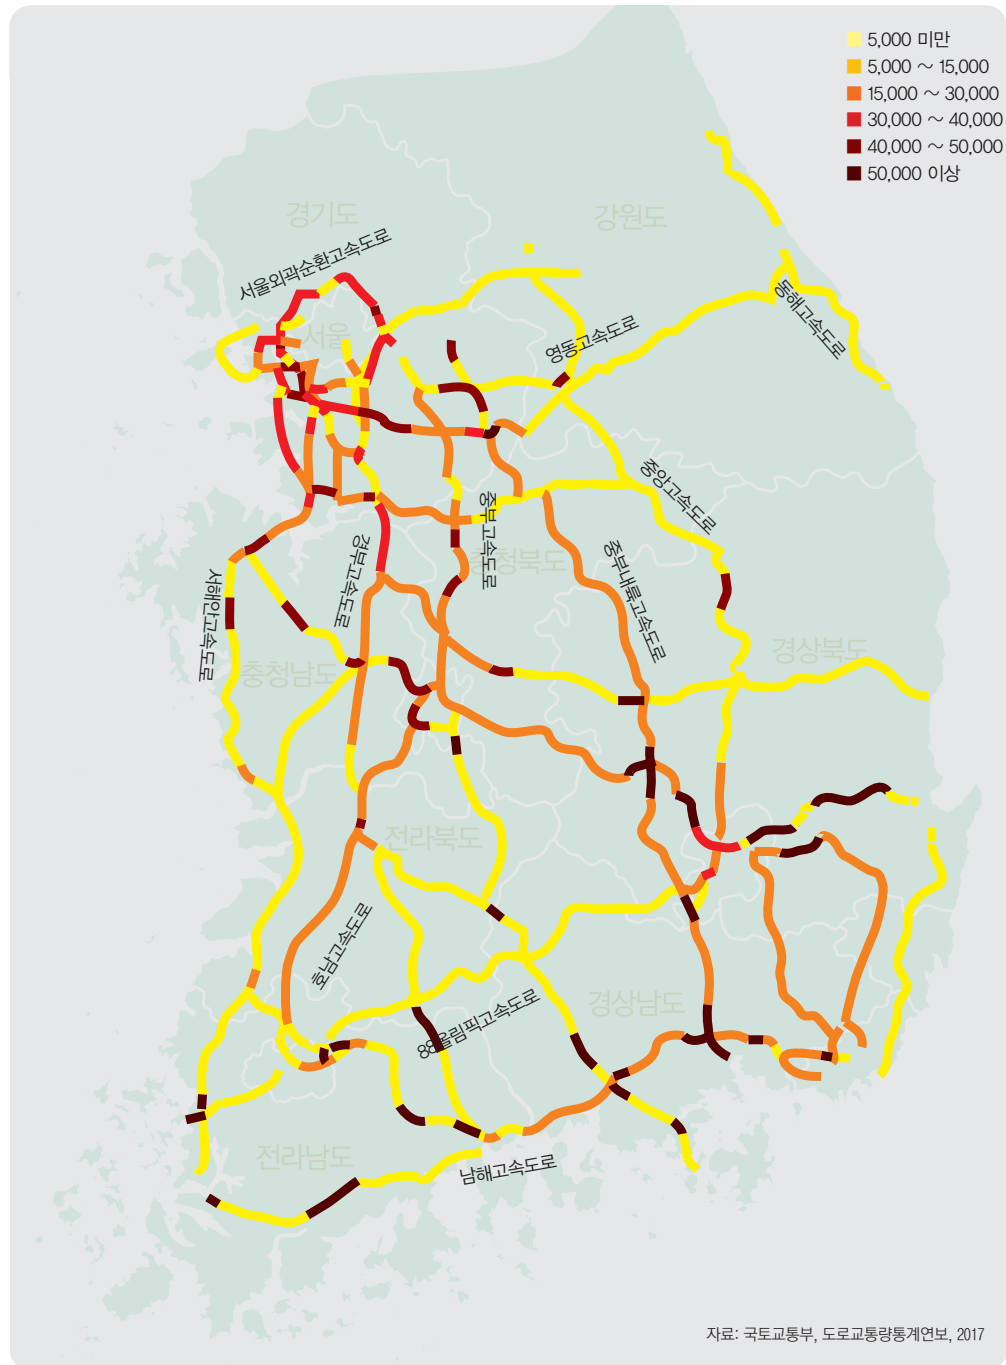 5,000 미만
5,000 ～ 15,000
15,000 ～ 30,000
30,000 ～ 40,000
40,000 ～ 50,000
50,000 이상
경기도
강원도
서울외곽순환고속도로
동해고속도로
서울
영동고속도로
중앙고속도로
중부고속도로
경부고속도로
충청북도
중부내륙고속도로
서해안고속도로
충청남도
경상북도
전라북도
호남고속도로
88올림픽고속도로
경상남도
전라남도
남해고속도로
자료: 국토교통부, 도로교통량통계연보, 2017